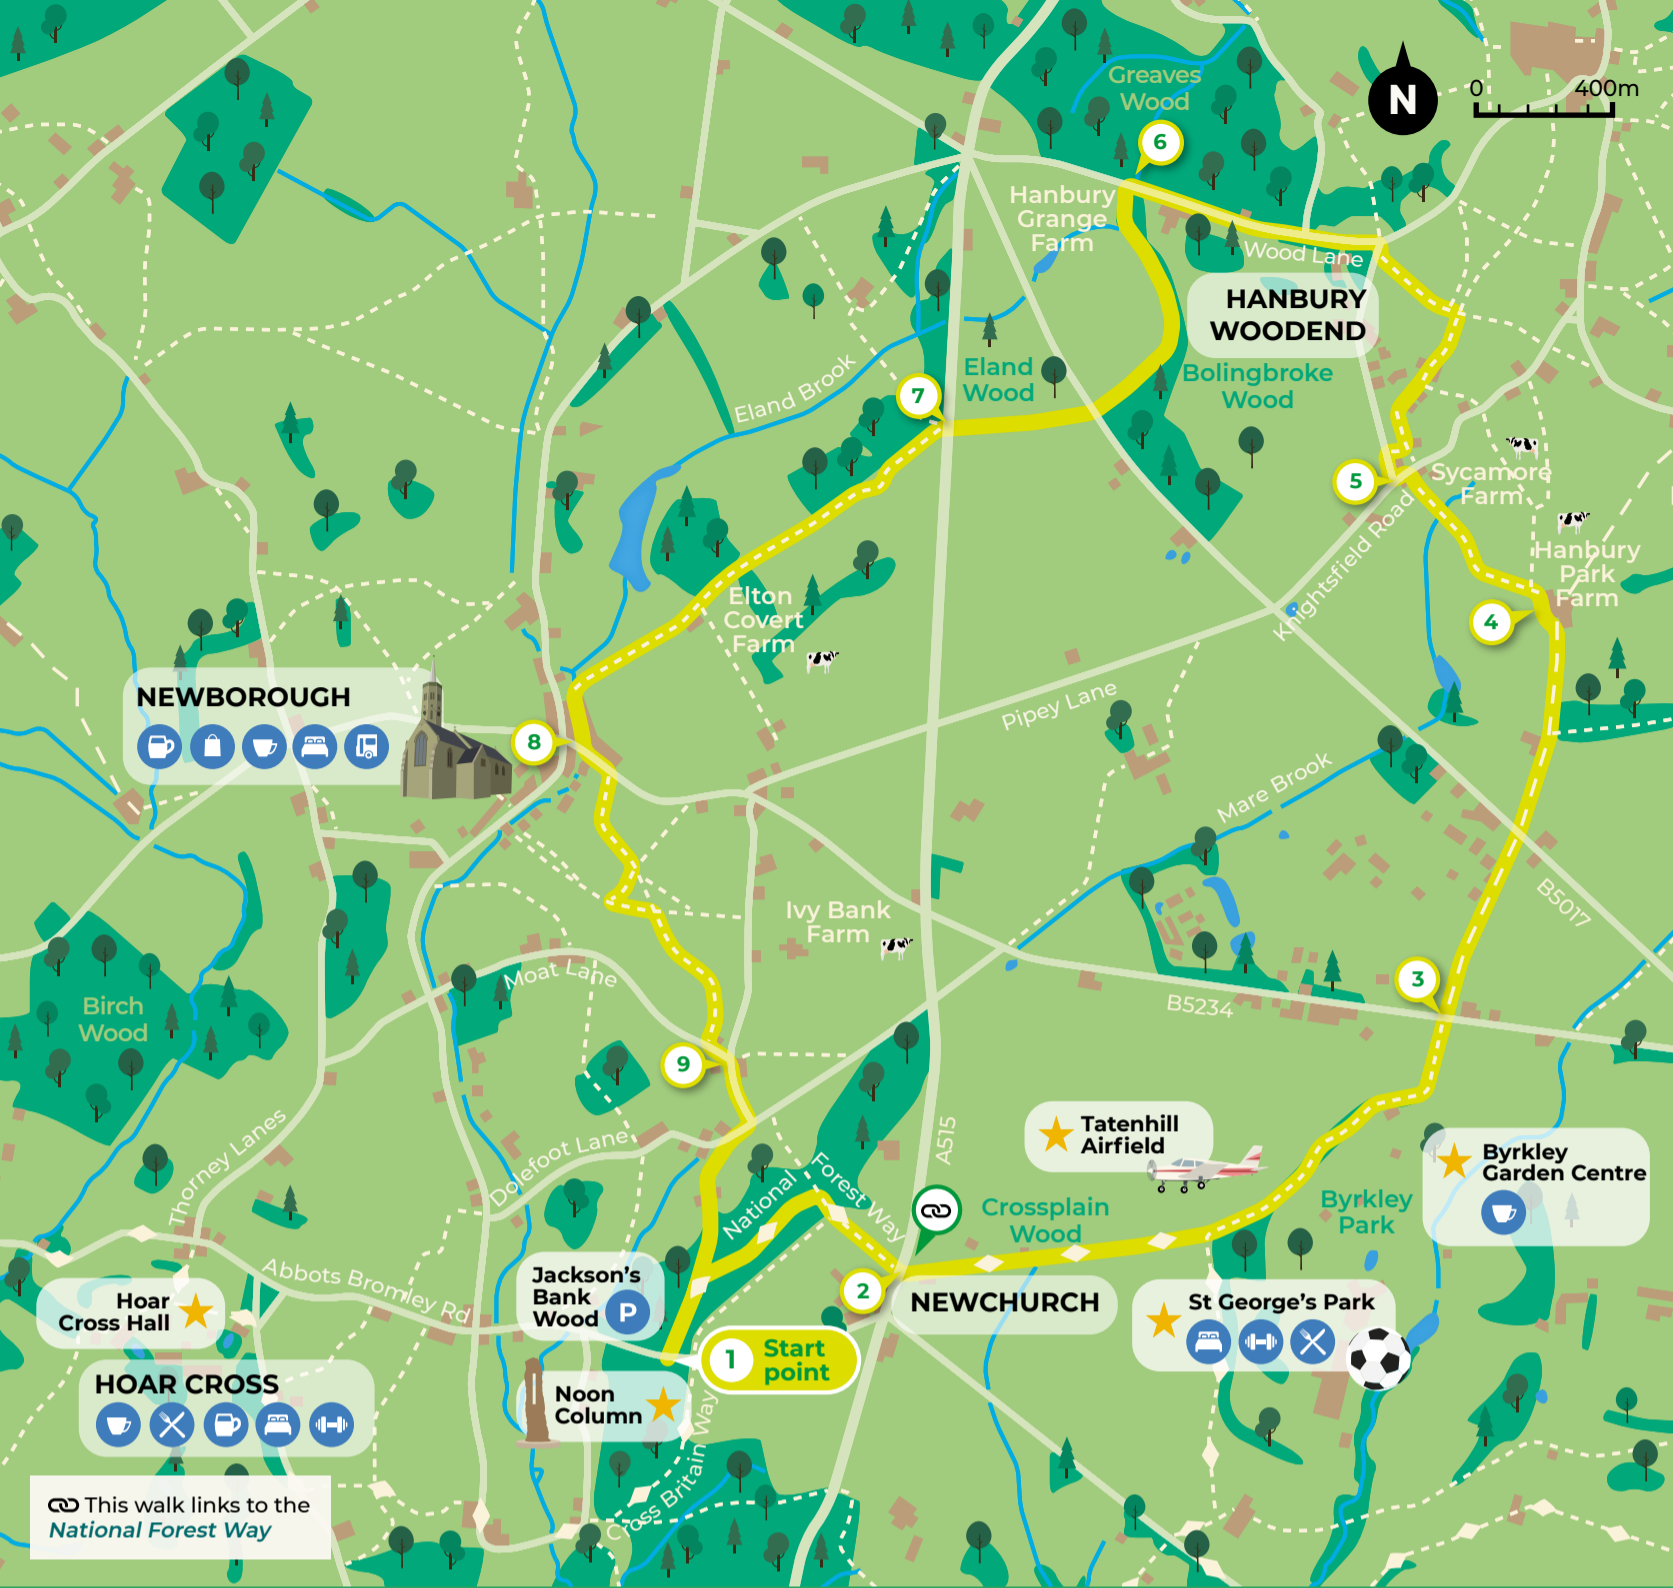 Greaves
Wood
N
0 400m
6
Hanbury
Grange
Farm
Wood Lane
HANBURY
WOODEND
Eland
Wood
Bolingbroke
Wood
Eland Brook
7
5
Sycamore
Farm
Knightsfield Road
Hanbury
Park
Farm
4
Elton
Covert
Farm
NEWBOROUGH
8
Pipey Lane
Mare Brook
B5017
Ivy Bank
Farm
3
B5234
Moat Lane
Birch
Wood
9
A515
Tatenhill
Airfield
Byrkley
Garden Centre
Thorney Lanes
Dolefoot Lane
National
Forest Way
Crossplain
Wood
Byrkley
Park
Abbots Bromley Rd
Jackson's
Bank
Wood P
2
NEWCHURCH
St George's Park
Hoar
Cross Hall
1 Start
point
HOAR CROSS
Noon
Column
Cross Britain Way
This walk links to the
National Forest Way